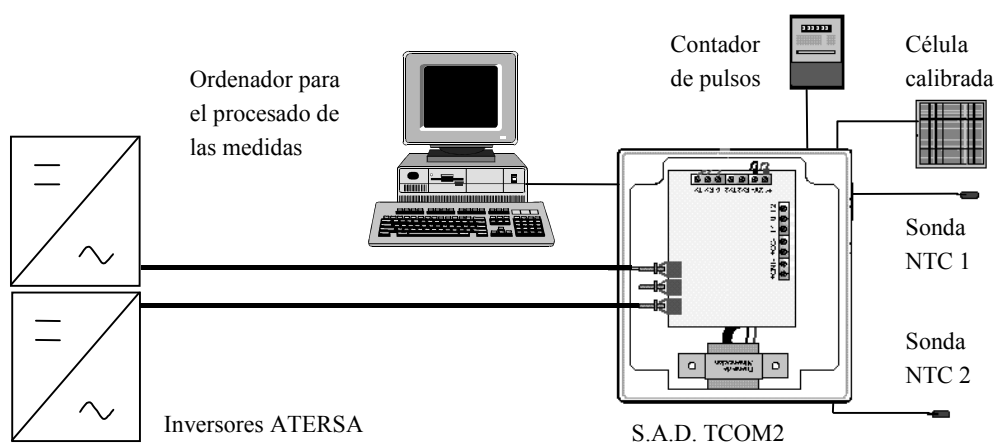 Ordenador para
el procesado de
las medidas
Contador
de pulsos
Célula
calibrada
Sonda
NTC 1
Sonda
NTC 2
Inversores ATERSA
S.A.D. TCOM2